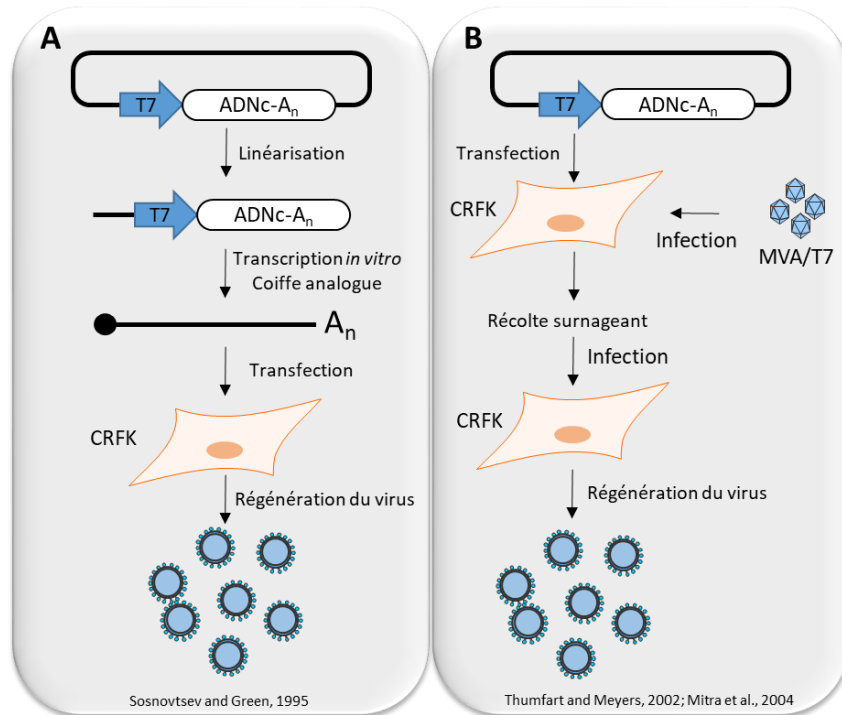 A
T7
ADNc-An
Linéarisation
T7
ADNc-An
Transcription in vitro
Coiffe analogue
An
Transfection
CRFK
Régénération du virus
Sosnovtsev and Green, 1995
B
T7
ADNc-An
Transfection
CRFK
Infection
MVA/T7
Récolte surnageant
Infection
CRFK
Régénération du virus
Thumfart and Meyers, 2002; Mitra et al., 2004